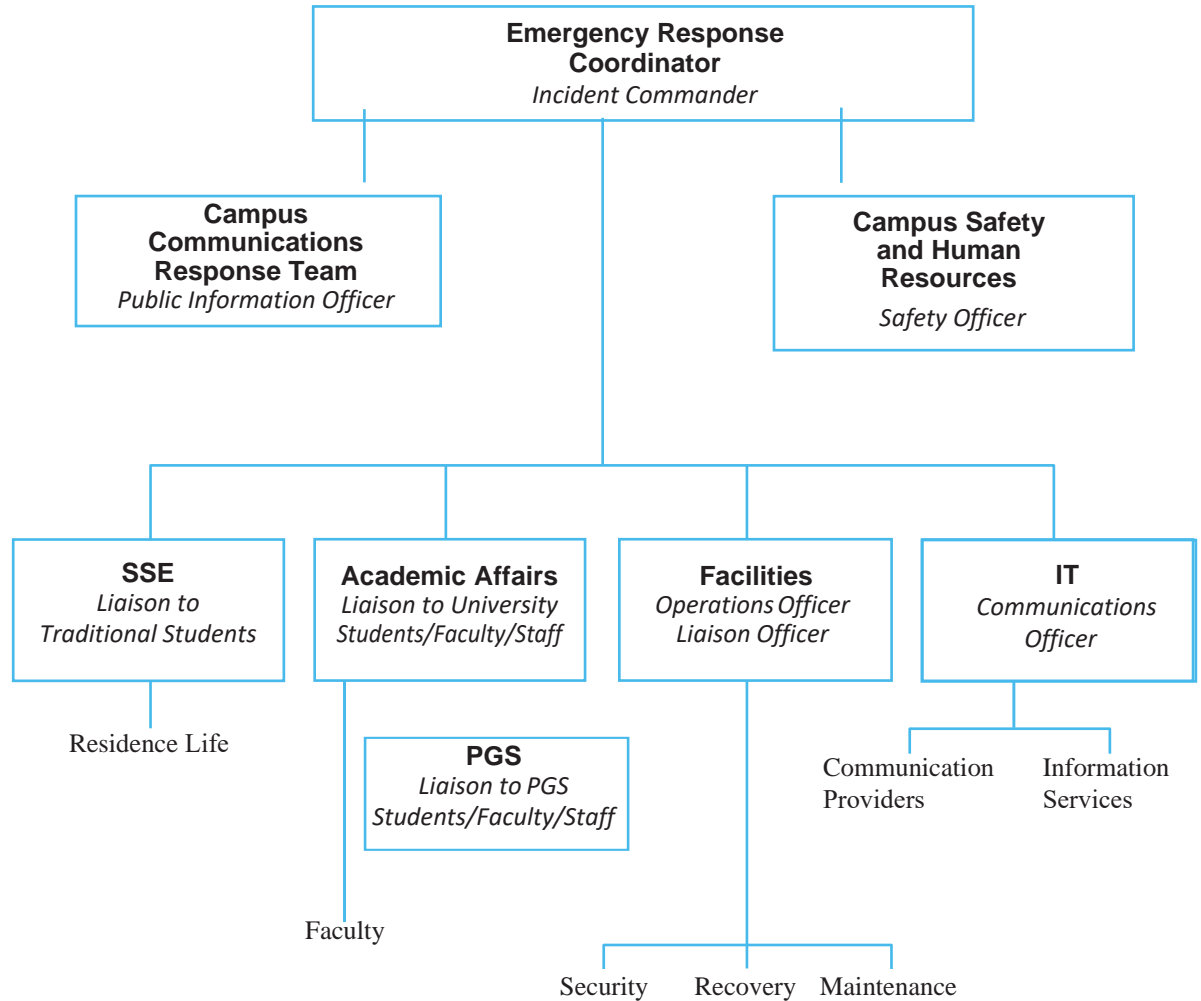 Emergency Response
Coordinator
Incident Commander
Campus
Communications
Response Team
Public Information Officer
Campus Safety
and Human
Resources
Safety Officer
SSE
Liaison to
Traditional Students
Academic Affairs
Liaison to University
Students/Faculty/Staff
Facilities
Operations Officer
Liaison Officer
IT
Communications
Officer
Residence Life
PGS
Liaison to PGS
Students/Faculty/Staff
Communication
Providers
Information
Services
Faculty
Security
Recovery
Maintenance